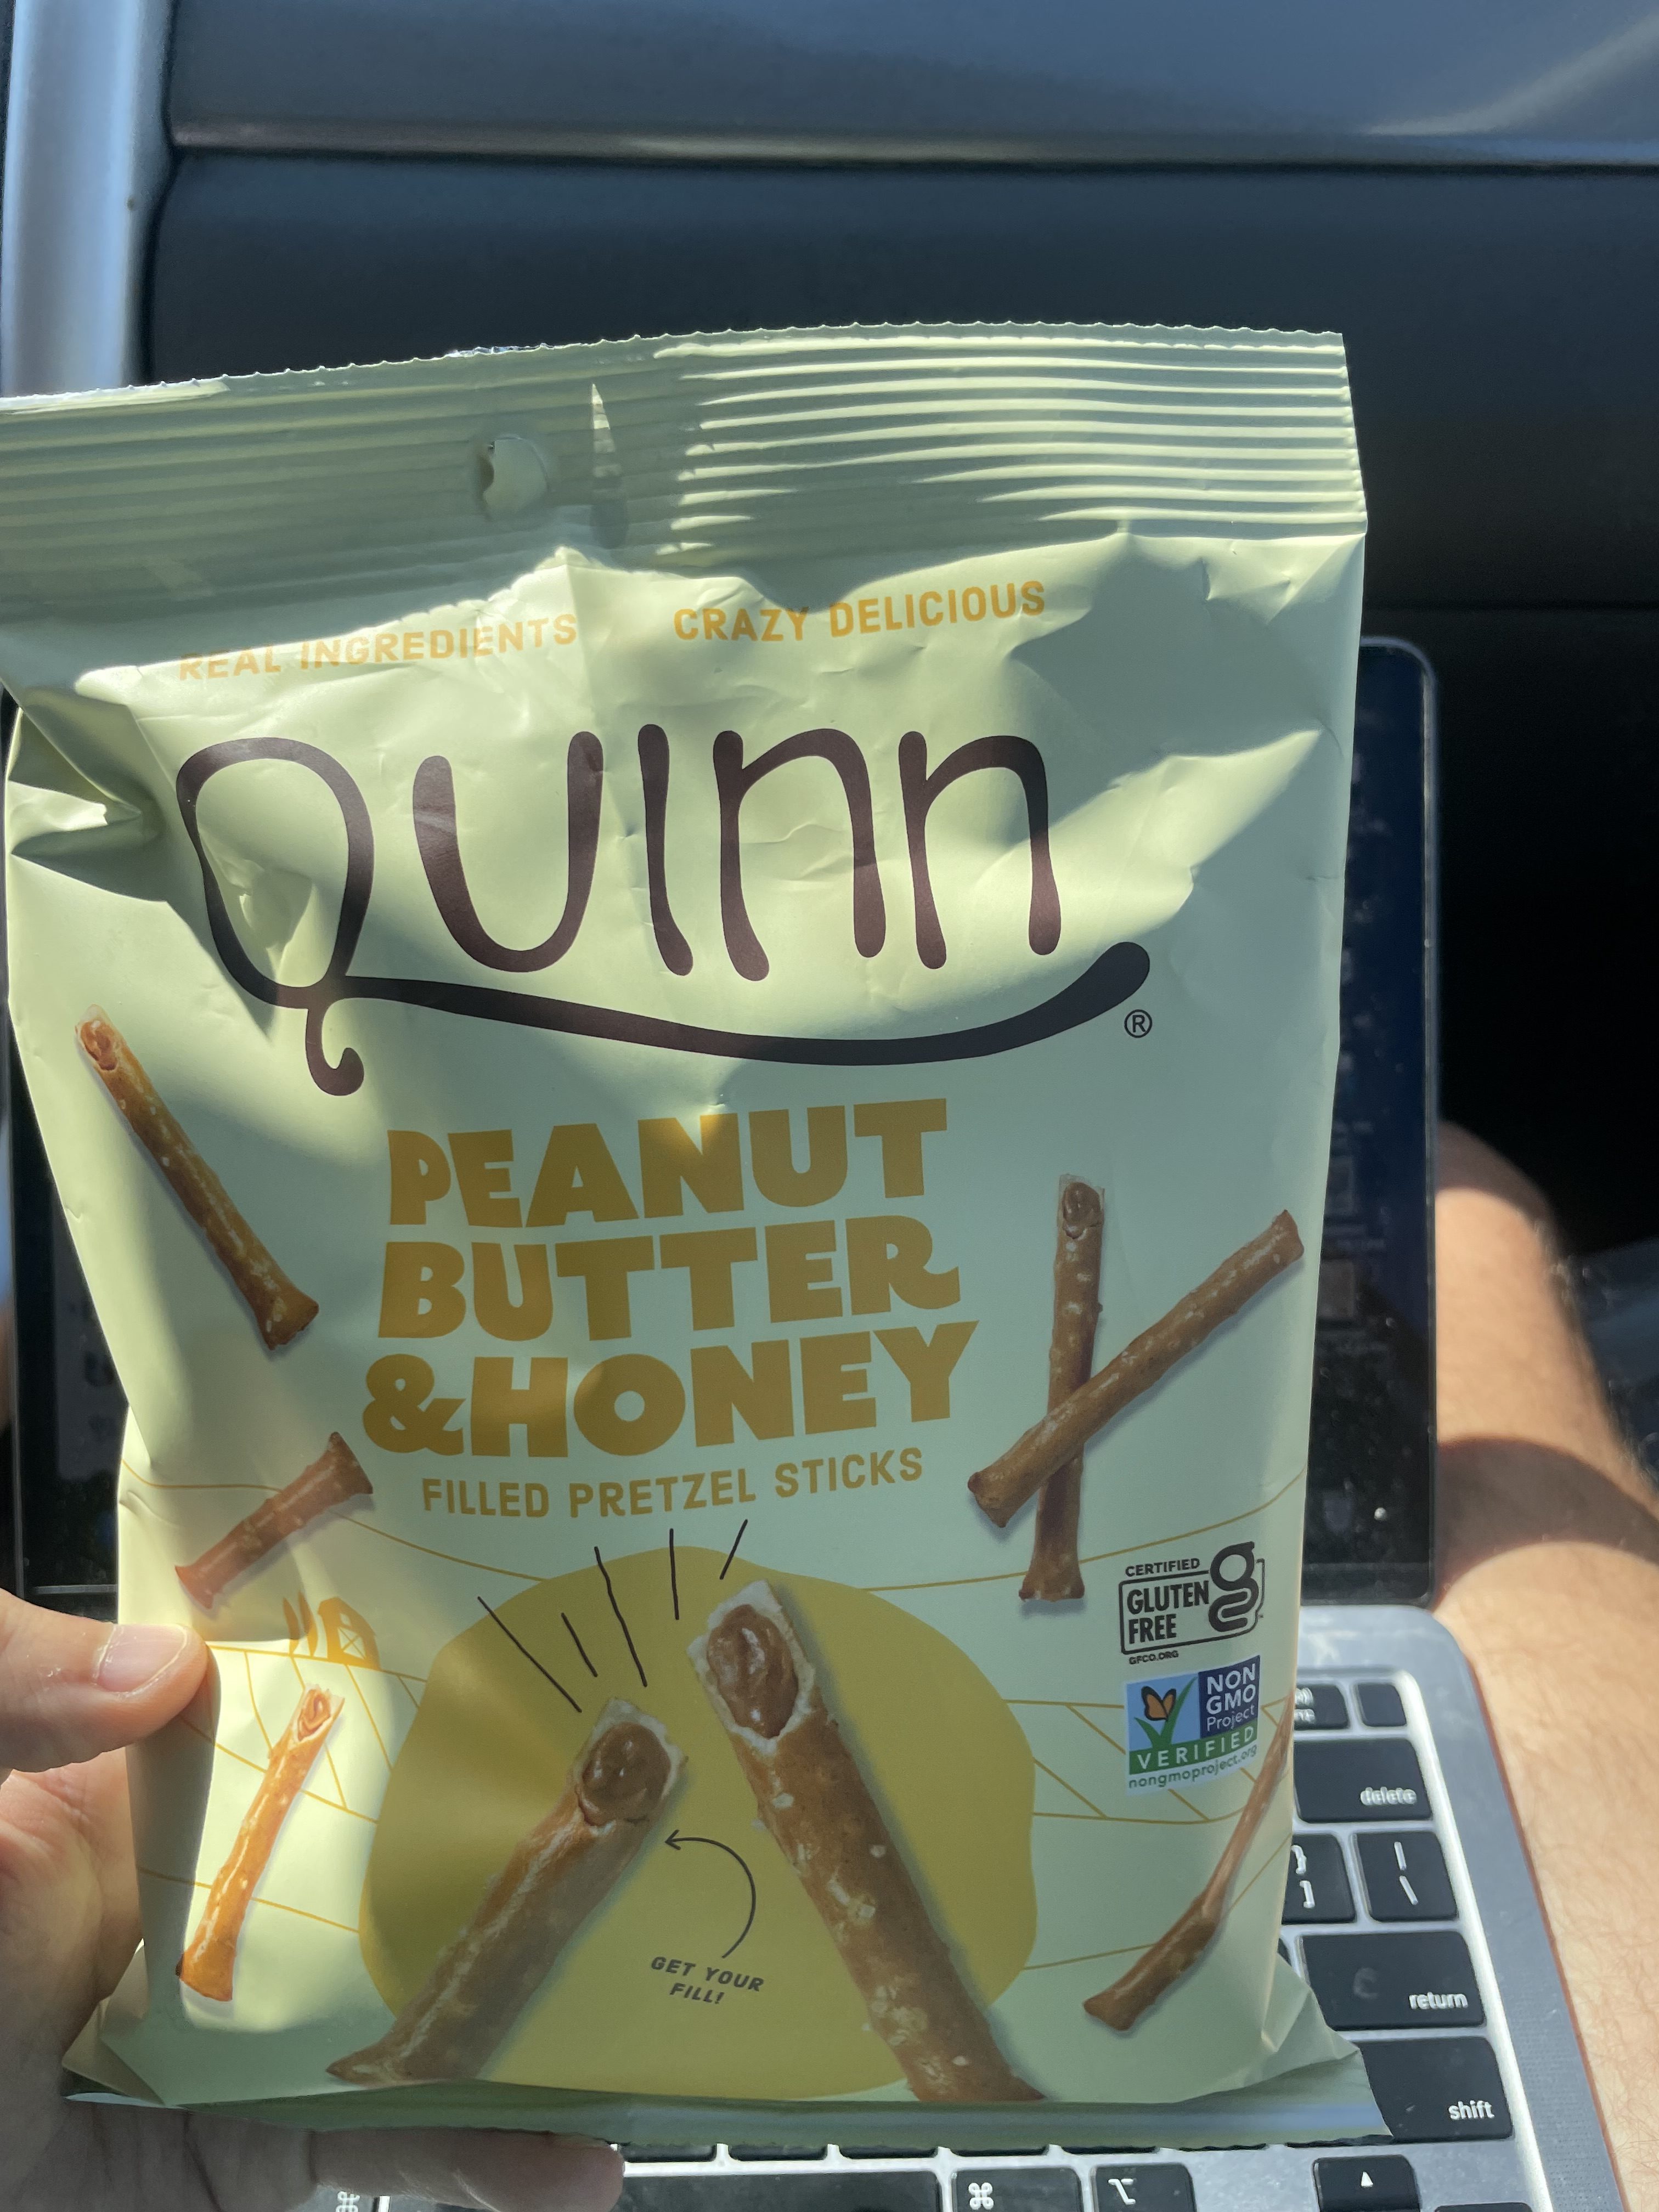 REAL INGREDIENTS CRAZY DELICIOUS
Quinn®
PEANUT
BUTTER
&HONEY
FILLED PRETZEL STICKS
CERTIFIED
GLUTEN
FREE
GFCO.ORG
NON
GMO
Project
VERIFIED
nongmoproject.org
GET YOUR
FILL!
delete
} |
] \
return
shift
⌘ ⌥